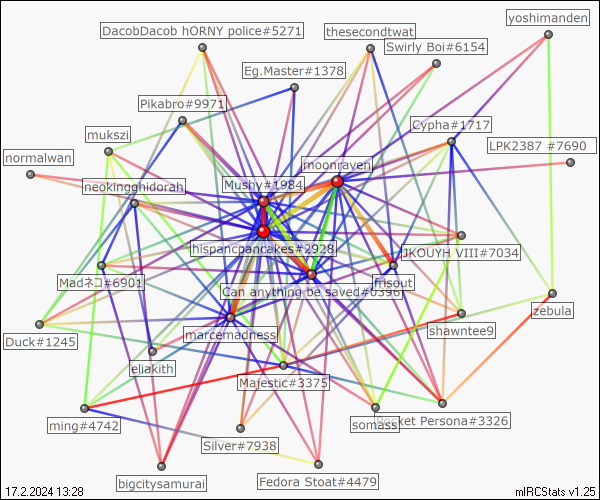 yoshimanden
DacobDacob hORNY police#5271
thesecondtwat
Swirly Boi#6154
Eg.Master#1378
Pikabro#9971
Cypha#1717
mukszi
LPK2387 #7690
normalwan
moonraven
Mushy#1984
neokingghidorah
hispancpancakes#2928
JKOUYH VIII#7034
Madネコ#6901
frisout
Can anything be saved#0396
zebula
shawntee9
Duck#1245
marcemadness
eliakith
Majestic#3375
ming#4742
somass
Rocket Persona#3326
Silver#7938
bigcitysamurai
Fedora Stoat#4479
17.2.2024 13:28
mIRCStats v1.25